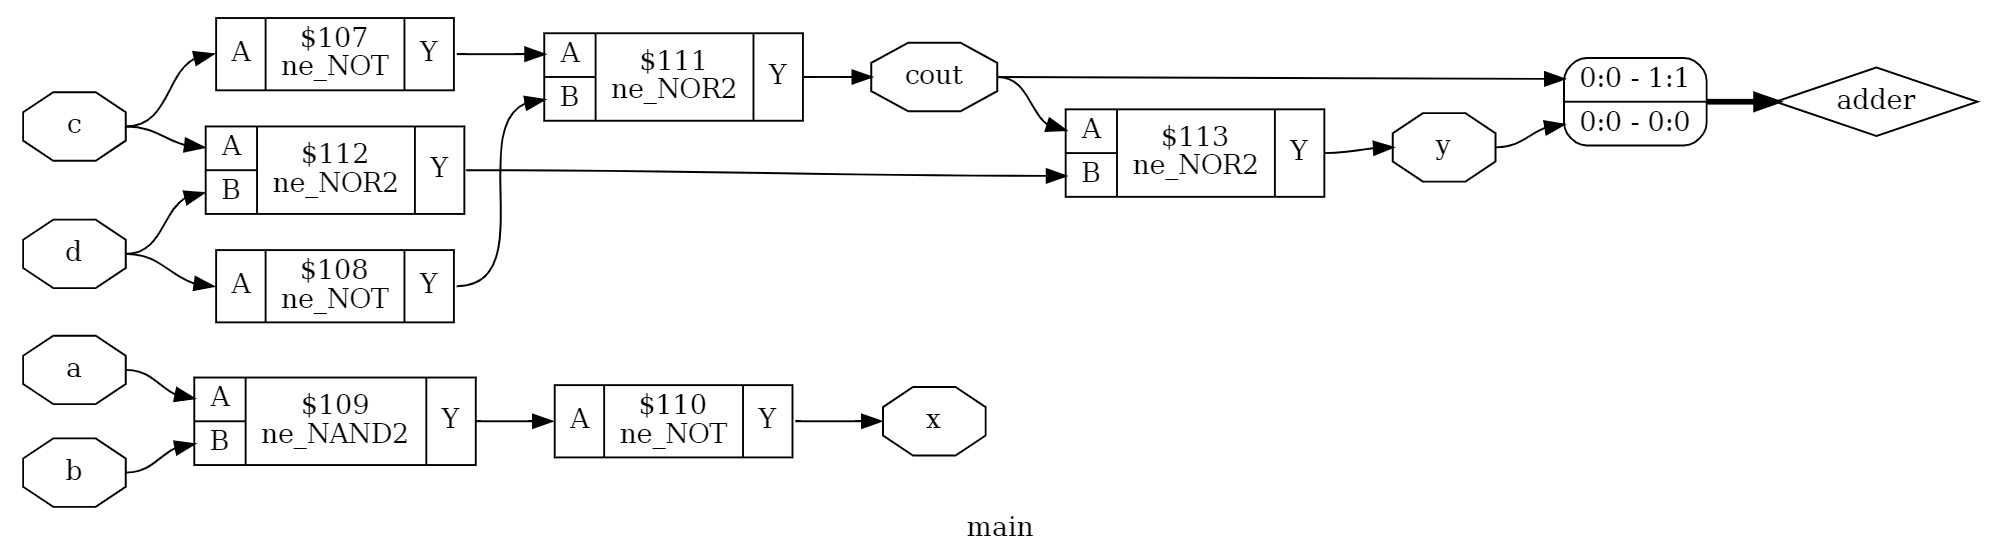 c
d
a
b
A
$107
ne_NOT
Y
A
B
$112
ne_NOR2
Y
A
$108
ne_NOT
Y
A
B
$109
ne_NAND2
Y
A
B
$111
ne_NOR2
Y
A
$110
ne_NOT
Y
cout
x
A
B
$113
ne_NOR2
Y
y
0:0 - 1:1
0:0 - 0:0
adder
main